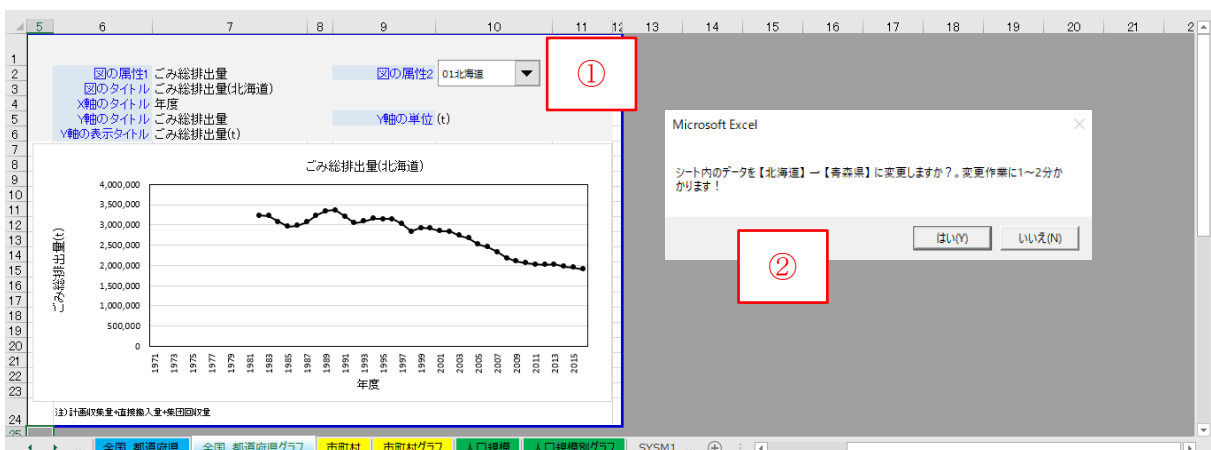 5 6 7 8 9 10 11 12 13 14 15 16 17 18 19 20 21 2
1
2 図の属性1 ごみ総排出量 図の属性2 01北海道
3 図のタイトル ごみ総排出量(北海道)
4 X軸のタイトル 年度
5 Y軸のタイトル ごみ総排出量 Y軸の単位 (t)
6 Y軸の表示タイトル ごみ総排出量(t)
①
7
8
9
10
11
12
13
14
15
16
17
18
19
20
21
22
23
24
25
ごみ総排出量(北海道)
ごみ総排出量(t)
4,000,000
3,500,000
3,000,000
2,500,000
2,000,000
1,500,000
1,000,000
500,000
0
1971 1973 1975 1977 1979 1981 1983 1985 1987 1989 1991 1993 1995 1997 1999 2001 2003 2005 2007 2009 2011 2013 2015
年度
注)計画収集量+直接搬入量+集団回収量
Microsoft Excel
シート内のデータを【北海道】→【青森県】に変更しますか?。変更作業に1~2分か
かります!
はい(Y) いいえ(N)
②
... 全国_都道府県 全国_都道府県グラフ 市町村 市町村グラフ 人口規模 人口規模別グラフ SYSM1 ...